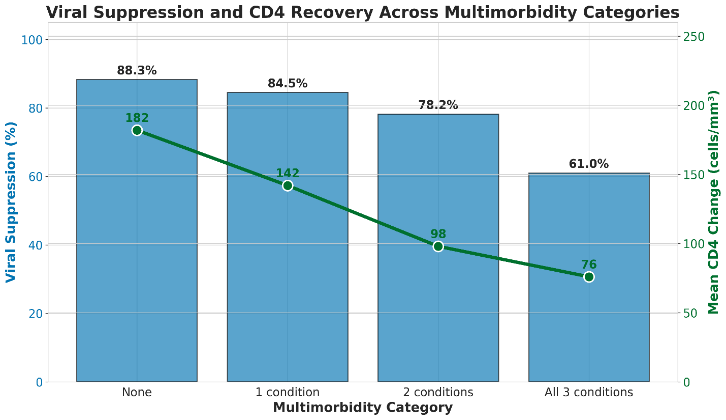 Viral Suppression and CD4 Recovery Across Multimorbidity Categories
Viral Suppression (%)
100
80
60
40
20
0
88.3%
84.5%
78.2%
61.0%
182
142
98
76
250
200
150
100
50
0
Mean CD4 Change (cells/mm³)
None
1 condition
2 conditions
All 3 conditions
Multimorbidity Category